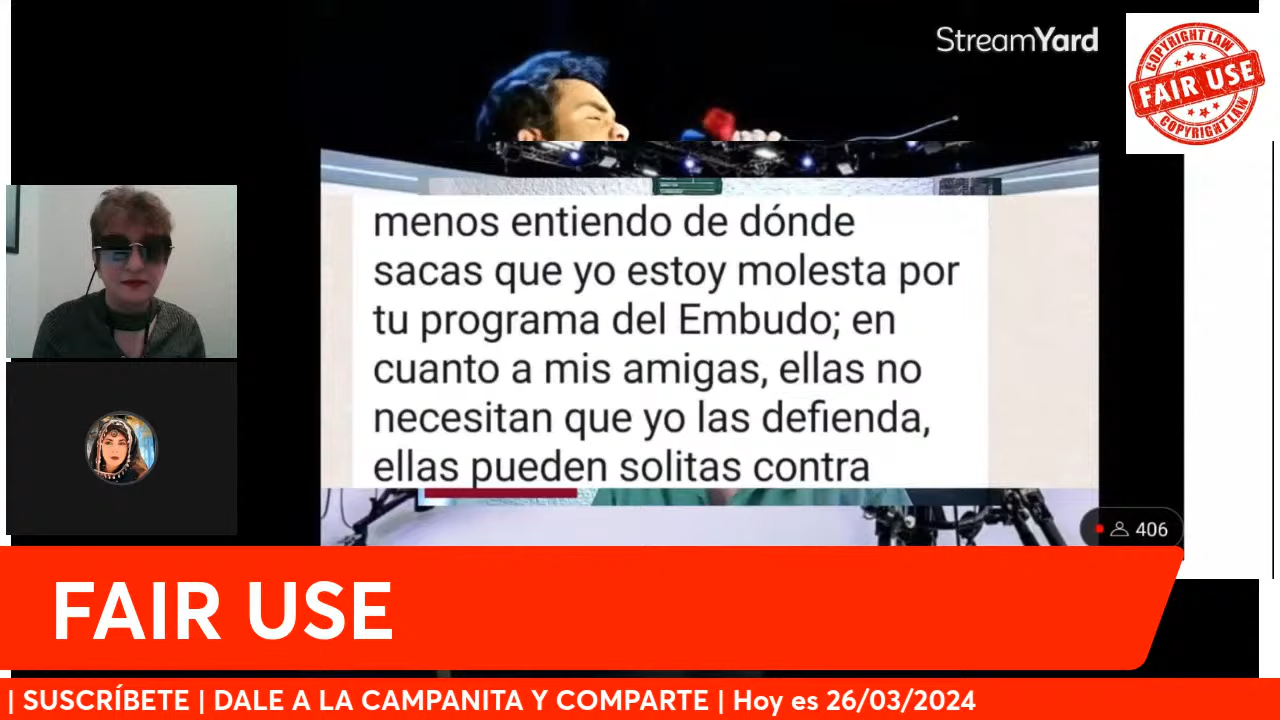 StreamYard
COPYRIGHT LAW
FAIR USE
COPYRIGHT LAW
menos entiendo de dónde
sacas que yo estoy molesta por
tu programa del Embudo; en
cuanto a mis amigas, ellas no
necesitan que yo las defienda,
ellas pueden solitas contra
406
FAIR USE
| SUSCRÍBETE | DALE A LA CAMPANITA Y COMPARTE | Hoy es 26/03/2024